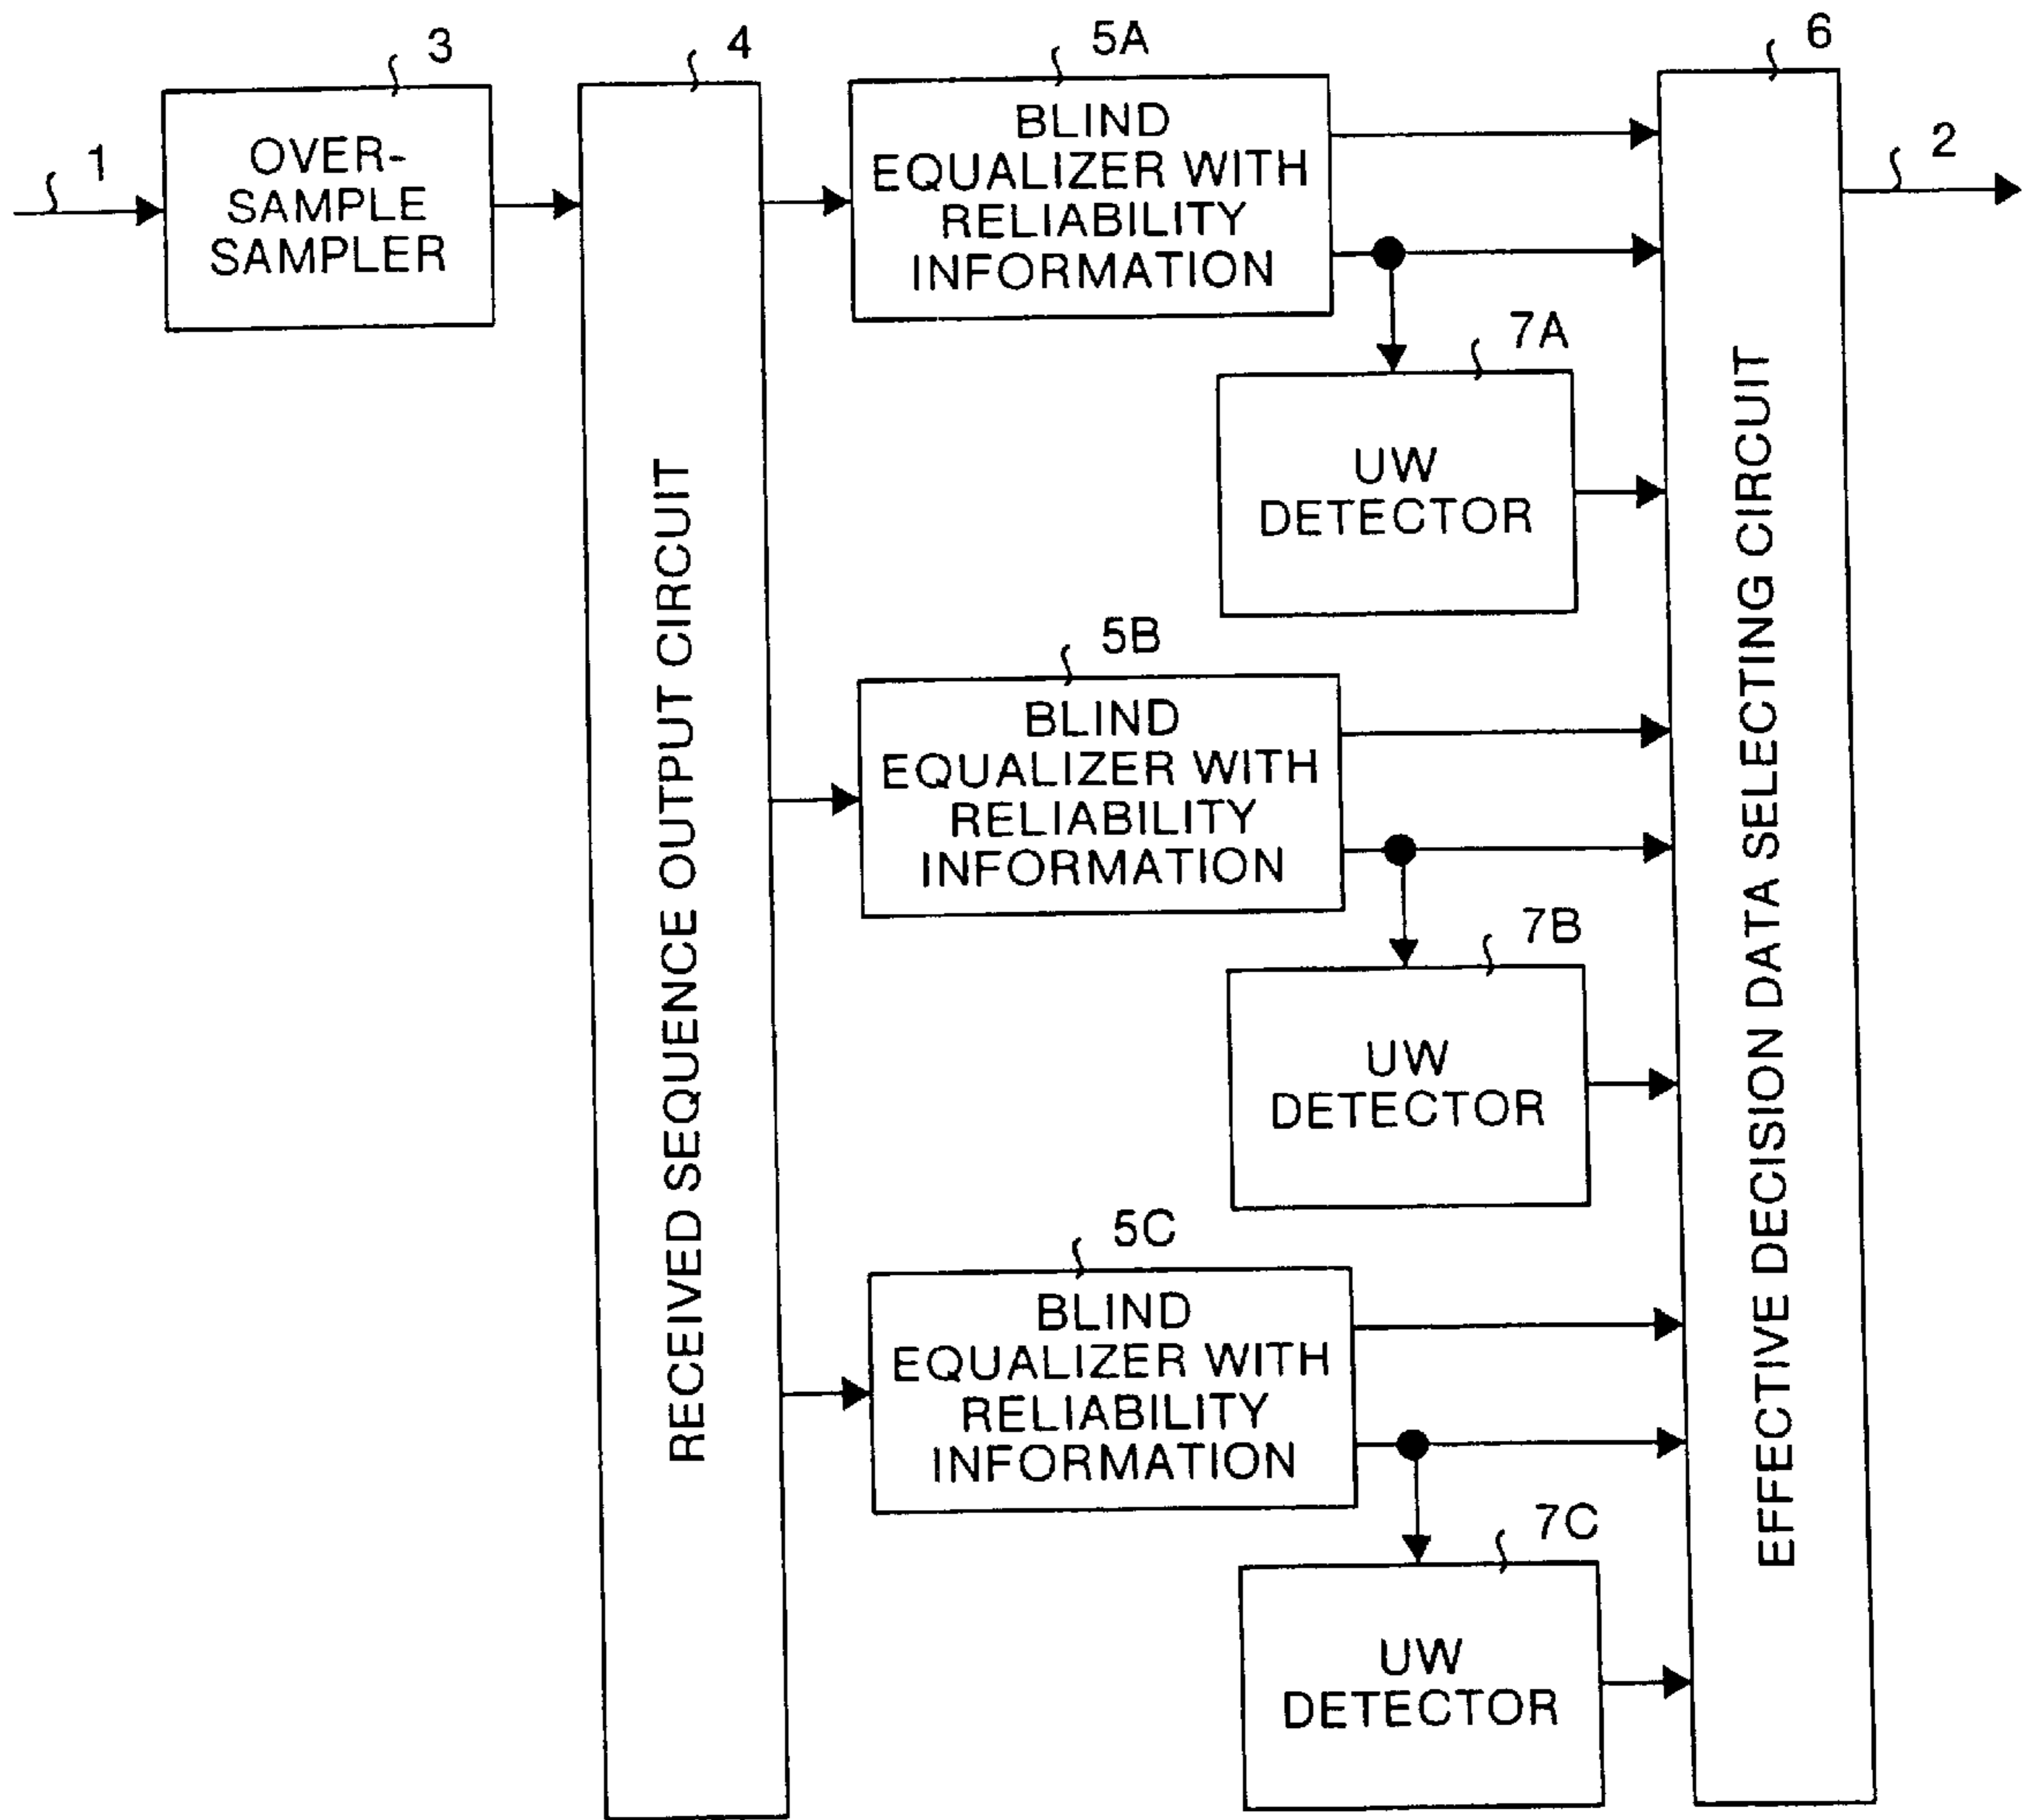 3
4
5A
6
1
OVER-
SAMPLE
SAMPLER
BLIND
EQUALIZER WITH
RELIABILITY
INFORMATION
2
7A
UW
DETECTOR
RECEIVED SEQUENCE OUTPUT CIRCUIT
EFFECTIVE DECISION DATA SELECTING CIRCUIT
5B
BLIND
EQUALIZER WITH
RELIABILITY
INFORMATION
7B
UW
DETECTOR
5C
BLIND
EQUALIZER WITH
RELIABILITY
INFORMATION
7C
UW
DETECTOR